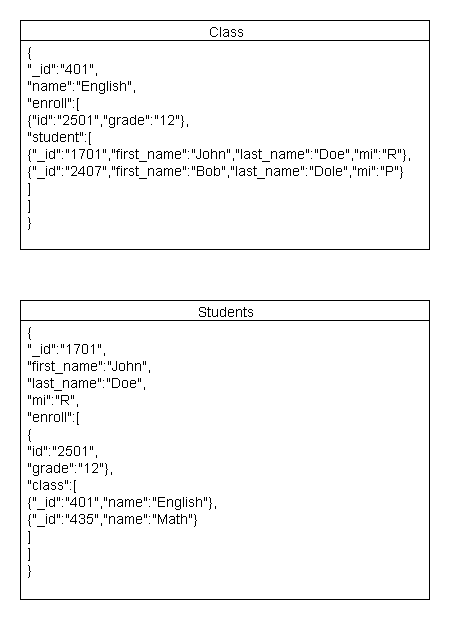 Class
{
"_id":"401",
"name":"English",
"enroll":[
{"id":"2501","grade":"12"},
"student":[
{"_id":"1701","first_name":"John","last_name":"Doe","mi":"R"},
{"_id":"2407","first_name":"Bob","last_name":"Dole","mi":"P"}
]
]
}
Students
{
"_id":"1701",
"first_name":"John",
"last_name":"Doe",
"mi":"R",
"enroll":[
{
"id":"2501",
"grade":"12"},
"class":[
{"_id":"401","name":"English"},
{"_id":"435","name":"Math"}
]
]
}